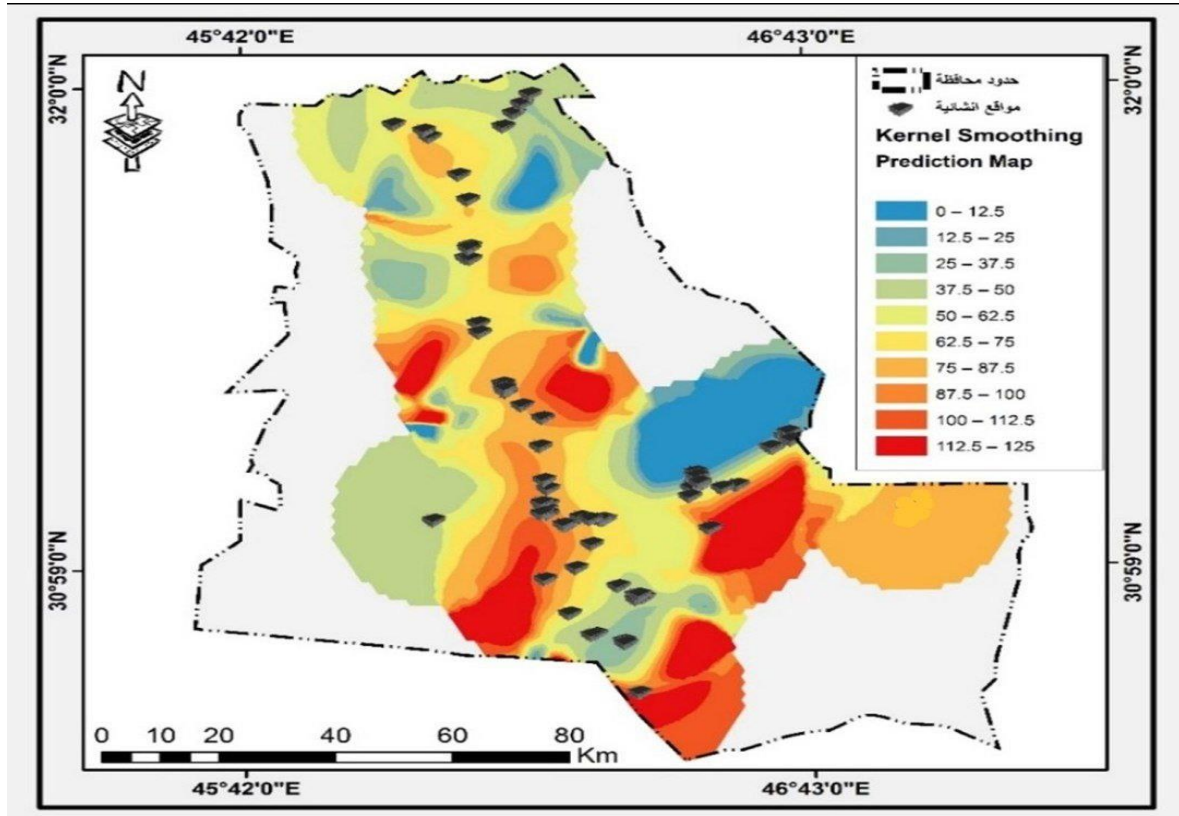 45°42'0"E 46°43'0"E
32°0'0"N
32°0'0"N
N
حدود محافظة
مواقع انشائية
Kernel Smoothing
Prediction Map
0 – 12.5
12.5 – 25
25 – 37.5
37.5 – 50
50 – 62.5
62.5 – 75
75 – 87.5
87.5 – 100
100 – 112.5
112.5 – 125
30°59'0"N
30°59'0"N
0 10 20 40 60 80
Km
45°42'0"E 46°43'0"E